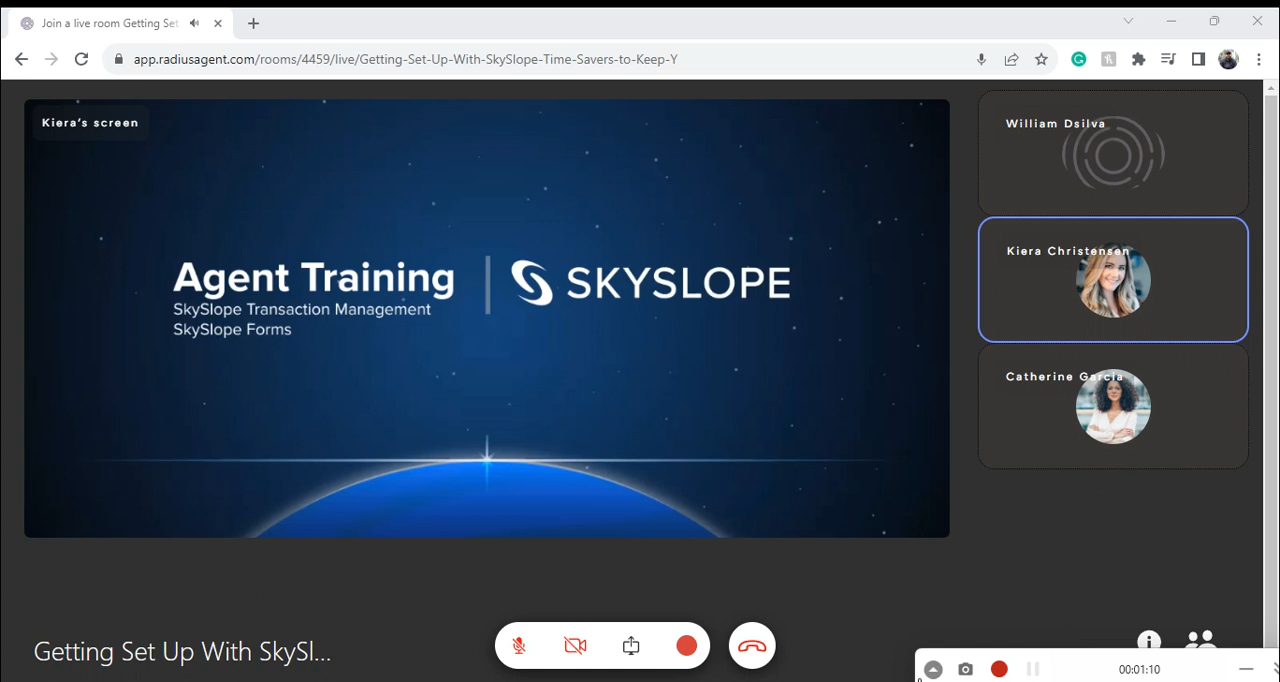 Join a live room Getting Set
app.radiusagent.com/rooms/4459/live/Getting-Set-Up-With-SkySlope-Time-Savers-to-Keep-Y
Kiera's screen
Agent Training
SkySlope Transaction Management
SkySlope Forms
SKYSLOPE
William Dsilva
Kiera Christensen
Catherine Garcia
Getting Set Up With SkySl...
00:01:10